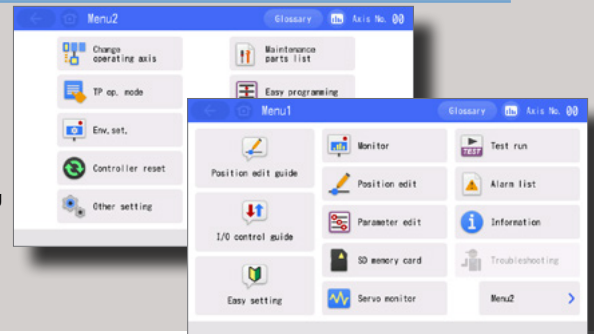 Menu2
Glossary
Axis No. 00
Change
operating axis
Maintenance
parts list
TP op. mode
Easy programming
Env. set.
Controller reset
Other setting
Menu1
Glossary
Axis No. 00
Position edit guide
Monitor
TEST
Test run
Position edit
Alarm list
I/O control guide
Parameter edit
Information
SD memory card
Troubleshooting
Easy setting
Servo monitor
Menu2